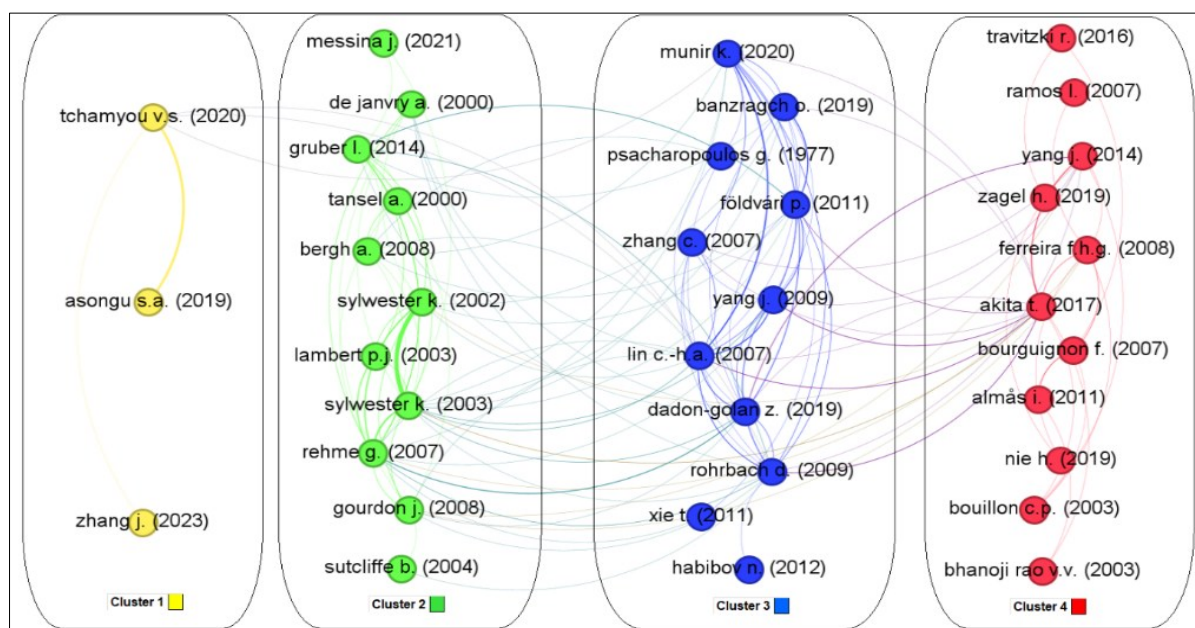 tchamyou v.s. (2020)
asongu s.a. (2019)
zhang j. (2023)
Cluster 1
messina j. (2021)
de janvry a. (2000)
gruber l. (2014)
tansel a. (2000)
bergh a. (2008)
sylwester k. (2002)
lambert p.j. (2003)
sylwester k. (2003)
rehme g. (2007)
gourdon j. (2008)
sutcliffe b. (2004)
Cluster 2
munir k. (2020)
banzragch o. (2019)
psacharopoulos g. (1977)
földvári p. (2011)
zhang c. (2007)
yang j. (2009)
lin c.-h.a. (2007)
dadon-golan z. (2019)
rohrbach d. (2009)
xie t. (2011)
habibov n. (2012)
Cluster 3
travitzki r. (2016)
ramos l. (2007)
yang j. (2014)
zagel h. (2019)
ferreira f.h.g. (2008)
akita t. (2017)
bourguignon f. (2007)
almås i. (2011)
nie h. (2019)
bouillon c.p. (2003)
bhanoji rao v.v. (2003)
Cluster 4